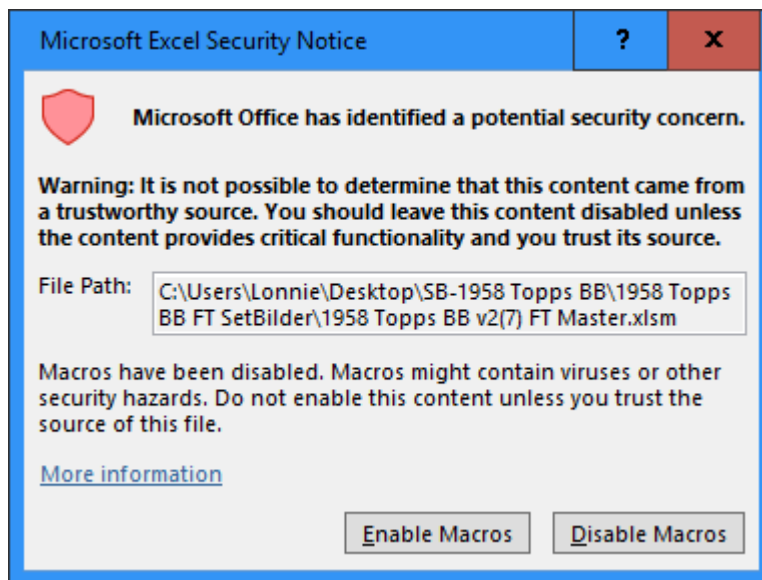 Microsoft Excel Security Notice
?
x
Microsoft Office has identified a potential security concern.
Warning: It is not possible to determine that this content came from
a trustworthy source. You should leave this content disabled unless
the content provides critical functionality and you trust its source.
File Path:
C:\Users\Lonnie\Desktop\SB-1958 Topps BB\1958 Topps
BB FT SetBilder\1958 Topps BB v2(7) FT Master.xlsm
Macros have been disabled. Macros might contain viruses or other
security hazards. Do not enable this content unless you trust the
source of this file.
More information
Enable Macros
Disable Macros